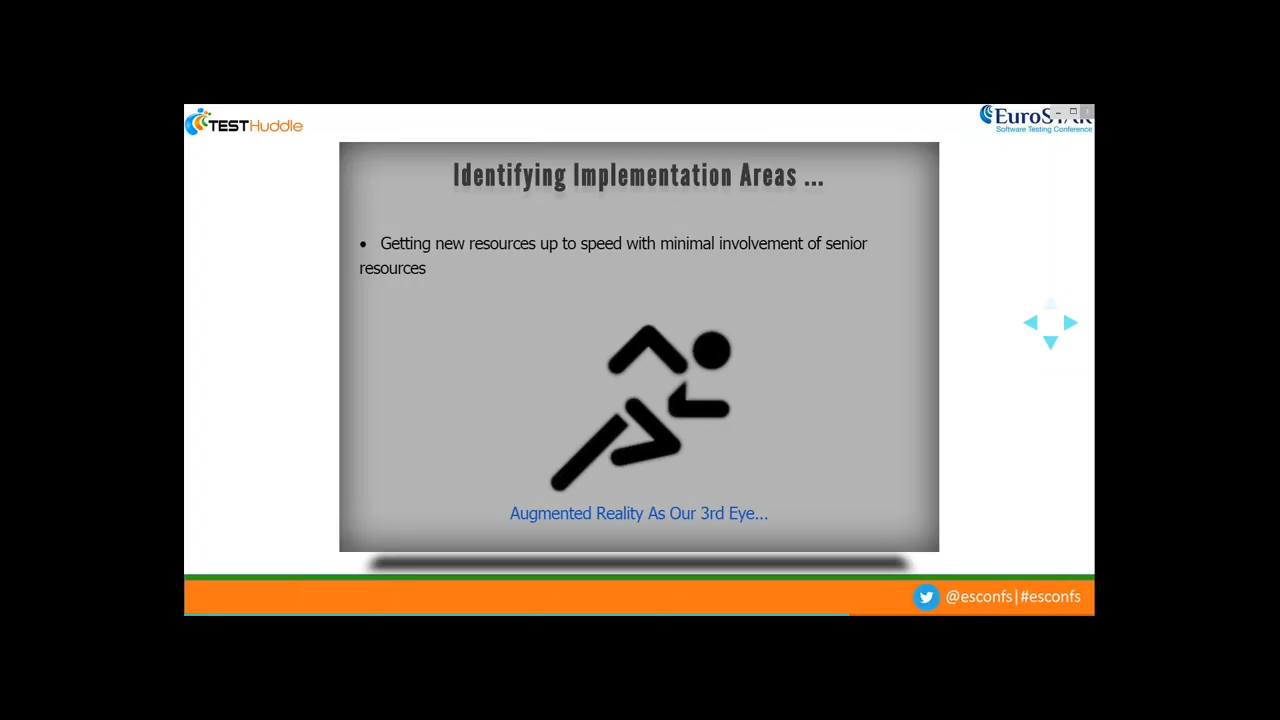 TESTHuddle
EuroSTAR
Software Testing Conference
Identifying Implementation Areas ...
• Getting new resources up to speed with minimal involvement of senior
resources
Augmented Reality As Our 3rd Eye...
@esconfs|#esconfs